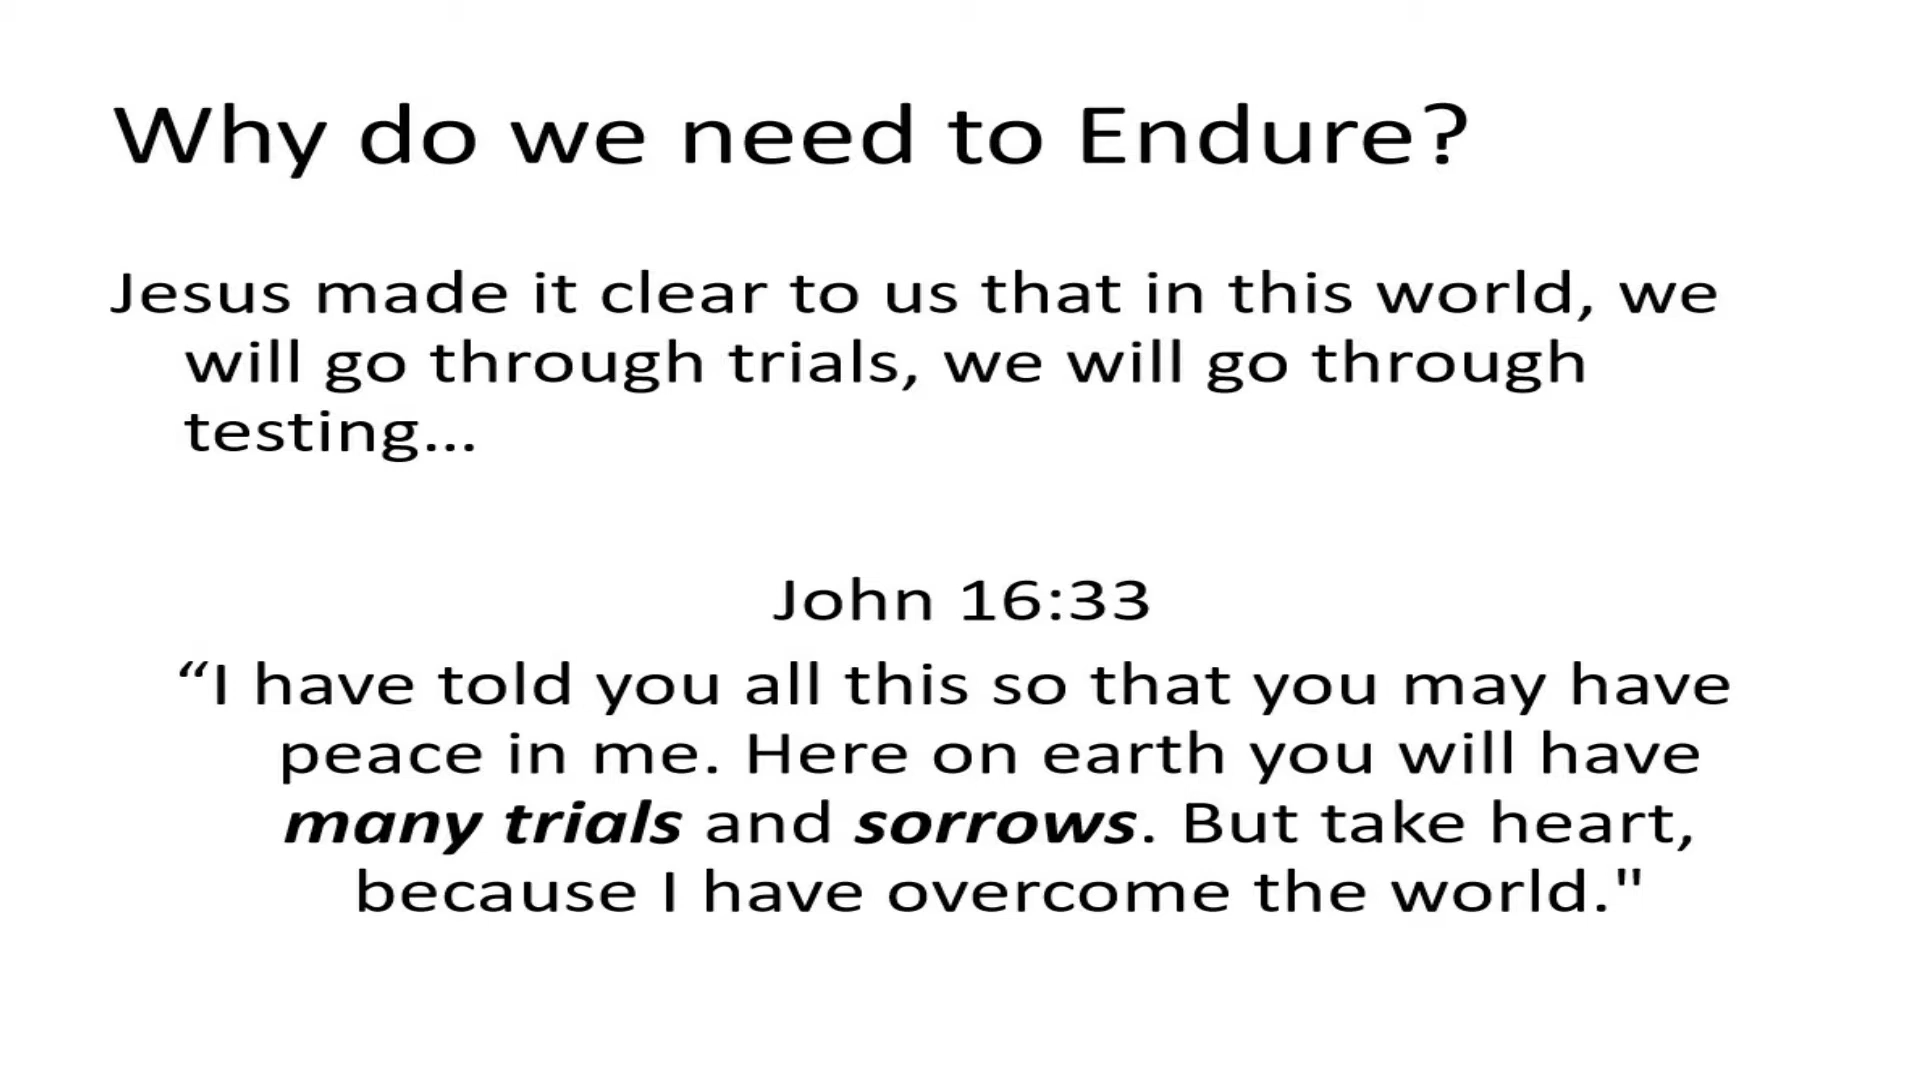 Why do we need to Endure?
Jesus made it clear to us that in this world, we
will go through trials, we will go through
testing...
John 16:33
“I have told you all this so that you may have
peace in me. Here on earth you will have
many trials and sorrows. But take heart,
because I have overcome the world."